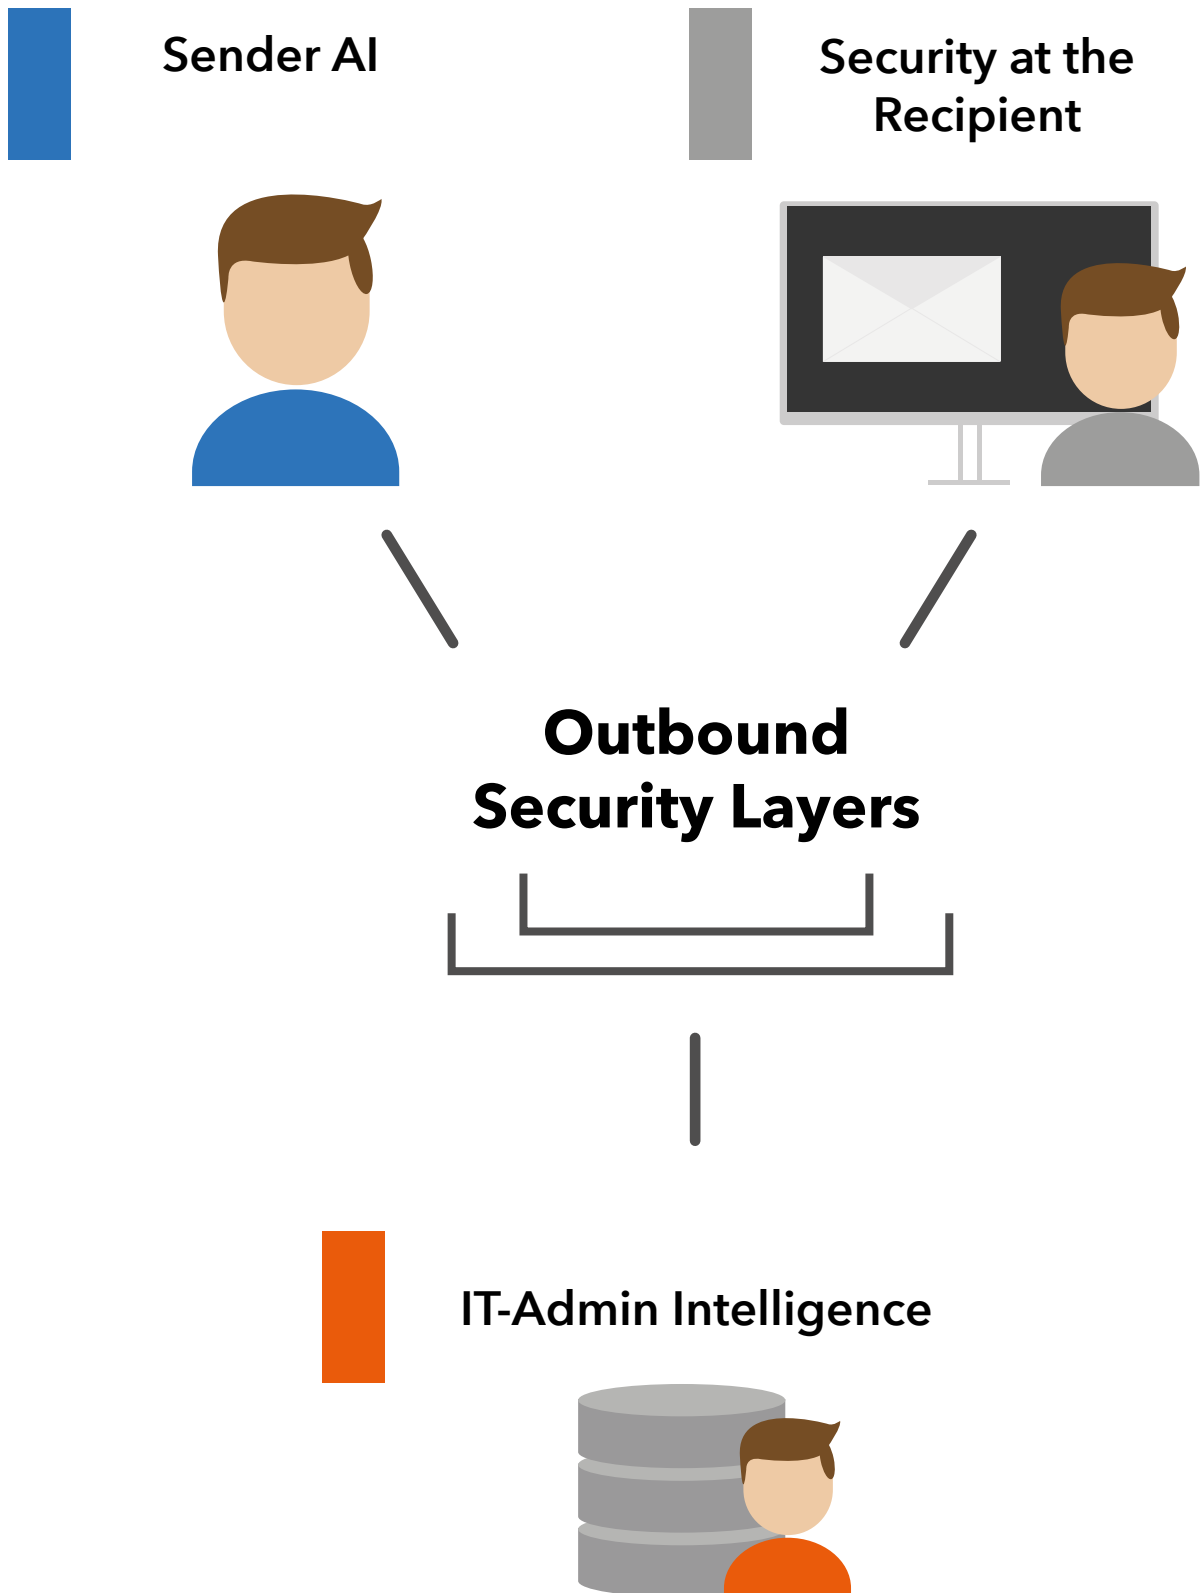 Sender AI
Security at the
Recipient
Outbound
Security Layers
IT-Admin Intelligence